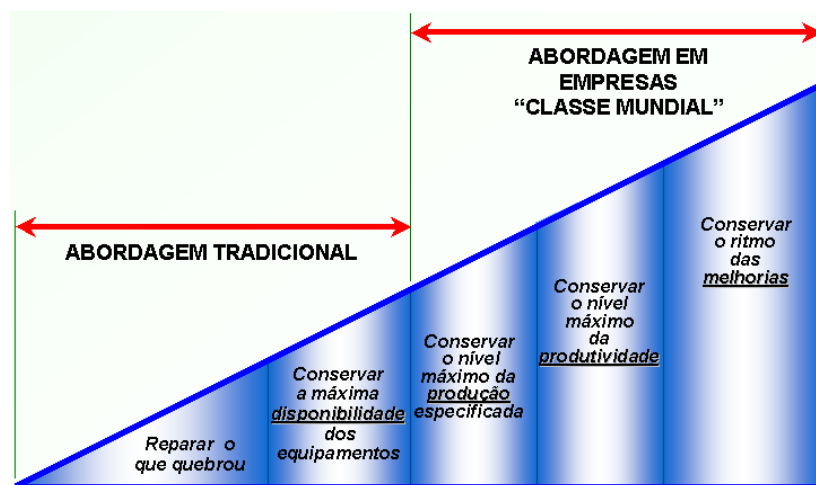 ABORDAGEM EM
EMPRESAS
“CLASSE MUNDIAL”
ABORDAGEM TRADICIONAL
Reparar o
que quebrou
Conservar
a máxima
disponibilidade
dos
equipamentos
Conservar
o nível
máximo da
produção
especificada
Conservar
o nível
máximo
da
produtividade
Conservar
o ritmo
das
melhorias